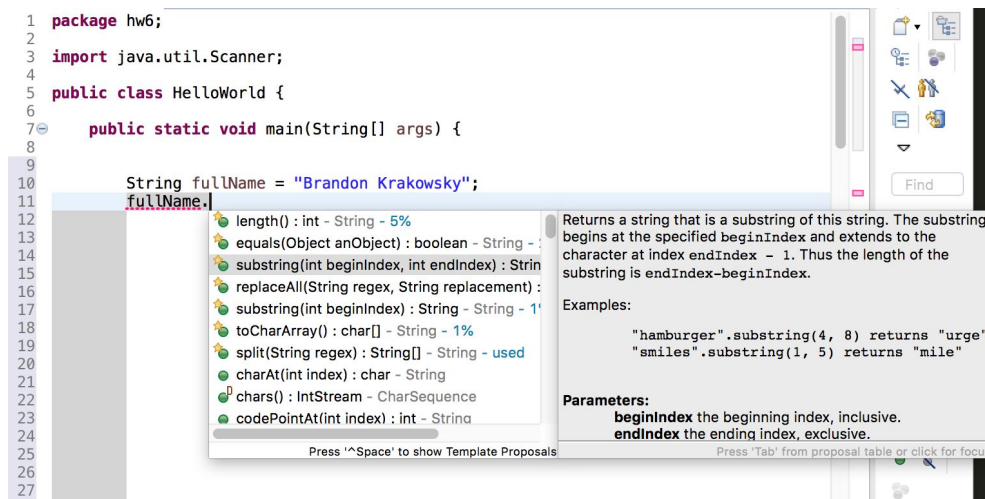 1 package hw6;
2
3 import java.util.Scanner;
4
5 public class HelloWorld {
6
7 public static void main(String[] args) {
8
9
10 String fullName = "Brandon Krakowsky";
11 fullName.
12
13
14
15
16
17
18
19
20
21
22
23
24
25
26
27
length() : int - String - 5%
equals(Object anObject) : boolean - String -
substring(int beginIndex, int endIndex) : Strin
replaceAll(String regex, String replacement) :
substring(int beginIndex) : String - String - 1
toCharArray() : char[] - String - 1%
split(String regex) : String[] - String - used
charAt(int index) : char - String
chars() : IntStream - CharSequence
codePointAt(int index) : int - String
Press '^Space' to show Template Proposals
Returns a string that is a substring of this string. The substring
begins at the specified beginIndex and extends to the
character at index endIndex - 1. Thus the length of the
substring is endIndex-beginIndex.
Examples:
"hamburger".substring(4, 8) returns "urge"
"smiles".substring(1, 5) returns "mile"
Parameters:
beginIndex the beginning index, inclusive.
endIndex the ending index, exclusive.
Press 'Tab' from proposal table or click for focu
Find